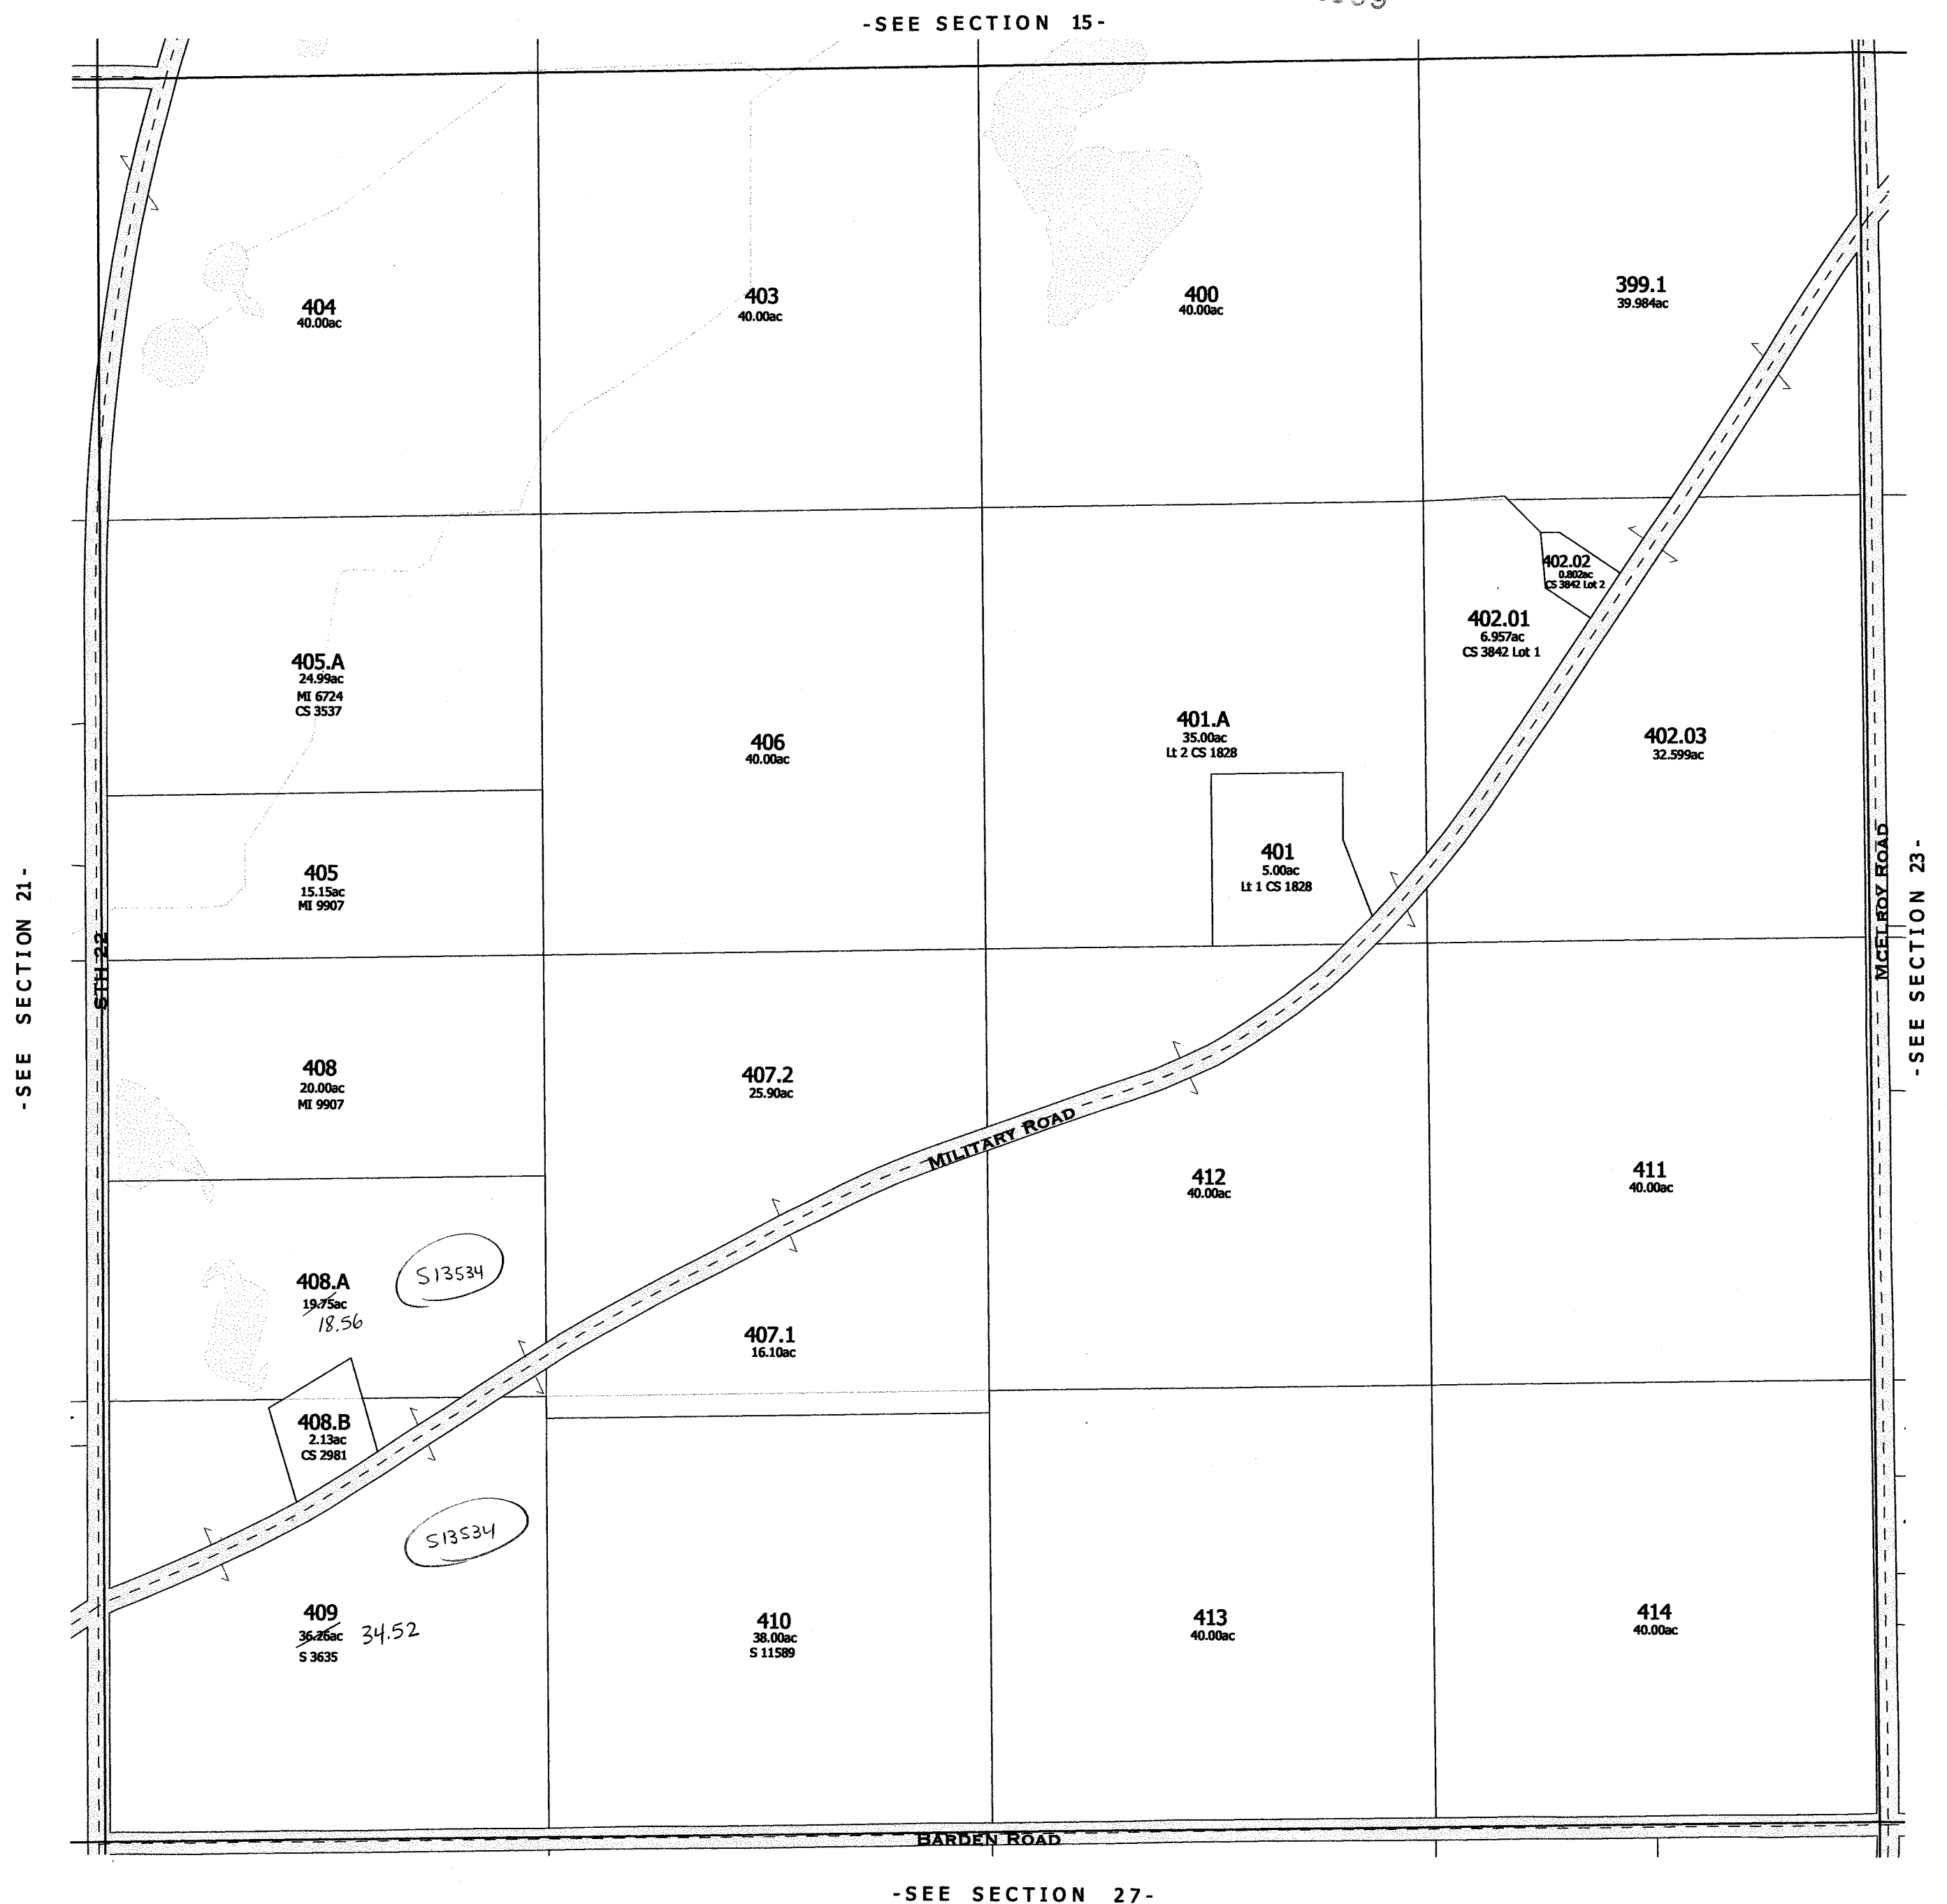 -SEE SECTION 15-
404
40.00ac
403
40.00ac
400
40.00ac
399.1
39.984ac
402.02
0.802ac
CS 3842 Lot 2
402.01
6.957ac
CS 3842 Lot 1
405.A
24.99ac
MI 6724
CS 3537
406
40.00ac
401.A
35.00ac
Lt 2 CS 1828
402.03
32.599ac
401
5.00ac
Lt 1 CS 1828
405
15.15ac
MI 9907
-SEE SECTION 21-
STH 22
MCELROY ROAD
-SEE SECTION 23-
408
20.00ac
MI 9907
407.2
25.90ac
MILITARY ROAD
412
40.00ac
411
40.00ac
408.A
19.75ac
18.56
S13534
407.1
16.10ac
408.B
2.13ac
CS 2981
S13534
409
36.26ac 34.52
S 3635
410
38.00ac
S 11589
413
40.00ac
414
40.00ac
BARDEN ROAD
-SEE SECTION 27-